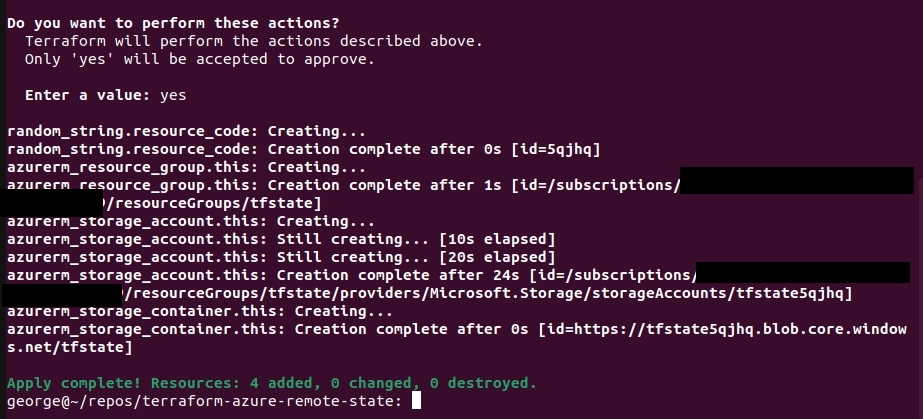 Do you want to perform these actions?
Terraform will perform the actions described above.
Only 'yes' will be accepted to approve.
Enter a value: yes
random_string.resource_code: Creating...
random_string.resource_code: Creation complete after 0s [id=5qjhq]
azurerm_resource_group.this: Creating...
azurerm_resource_group.this: Creation complete after 1s [id=/subscriptions/
/resourceGroups/tfstate]
azurerm_storage_account.this: Creating...
azurerm_storage_account.this: Still creating... [10s elapsed]
azurerm_storage_account.this: Still creating... [20s elapsed]
azurerm_storage_account.this: Creation complete after 24s [id=/subscriptions/
/resourceGroups/tfstate/providers/Microsoft.Storage/storageAccounts/tfstate5qjhq]
azurerm_storage_container.this: Creating...
azurerm_storage_container.this: Creation complete after 0s [id=https://tfstate5qjhq.blob.core.window
s.net/tfstate]
Apply complete! Resources: 4 added, 0 changed, 0 destroyed.
george@~/repos/terraform-azure-remote-state: